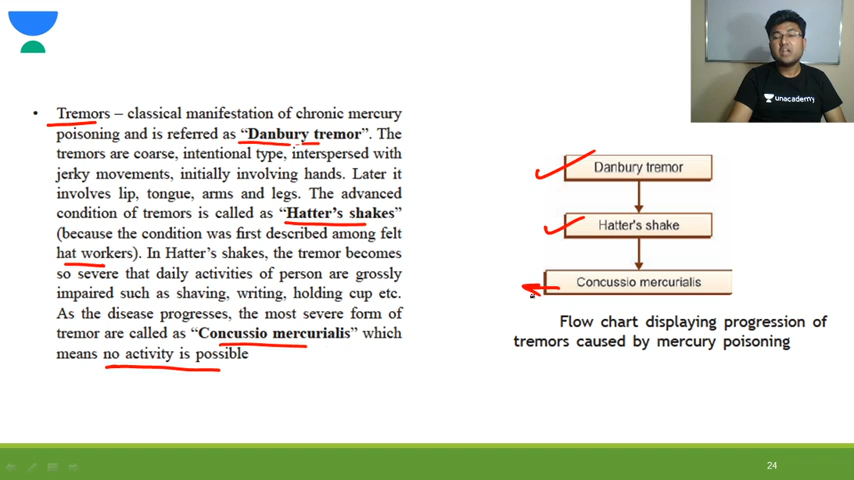 • Tremors – classical manifestation of chronic mercury
poisoning and is referred as “Danbury tremor”. The
tremors are coarse, intentional type, interspersed with
jerky movements, initially involving hands. Later it
involves lip, tongue, arms and legs. The advanced
condition of tremors is called as “Hatter’s shakes”
(because the condition was first described among felt
hat workers). In Hatter’s shakes, the tremor becomes
so severe that daily activities of person are grossly
impaired such as shaving, writing, holding cup etc.
As the disease progresses, the most severe form of
tremor are called as “Concussio mercurialis” which
means no activity is possible
Danbury tremor
Hatter's shake
Concussio mercurialis
Flow chart displaying progression of
tremors caused by mercury poisoning
unacademy
24